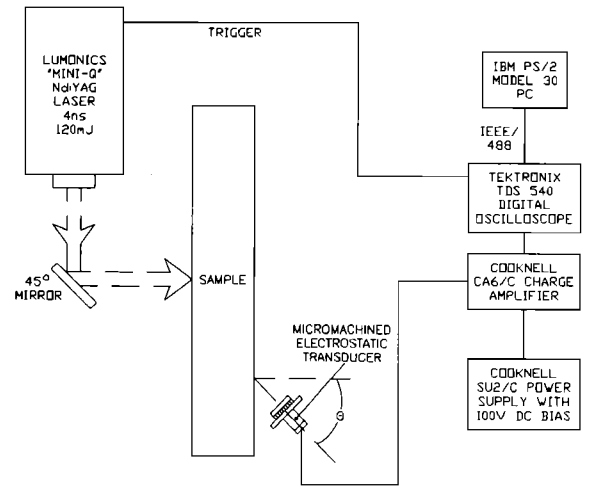 LUMONICS
"MINI-Q"
Nd:YAG
LASER
4ns
120mJ
TRIGGER
IBM PS/2
MODEL 30
PC
IEEE/
488
TEKTRONIX
TDS 540
DIGITAL
OSCILLOSCOPE
45°
MIRROR
SAMPLE
COOKNELL
CA6/C CHARGE
AMPLIFIER
MICROMACHINED
ELECTROSTATIC
TRANSDUCER
θ
COOKNELL
SU2/C POWER
SUPPLY WITH
100V DC BIAS